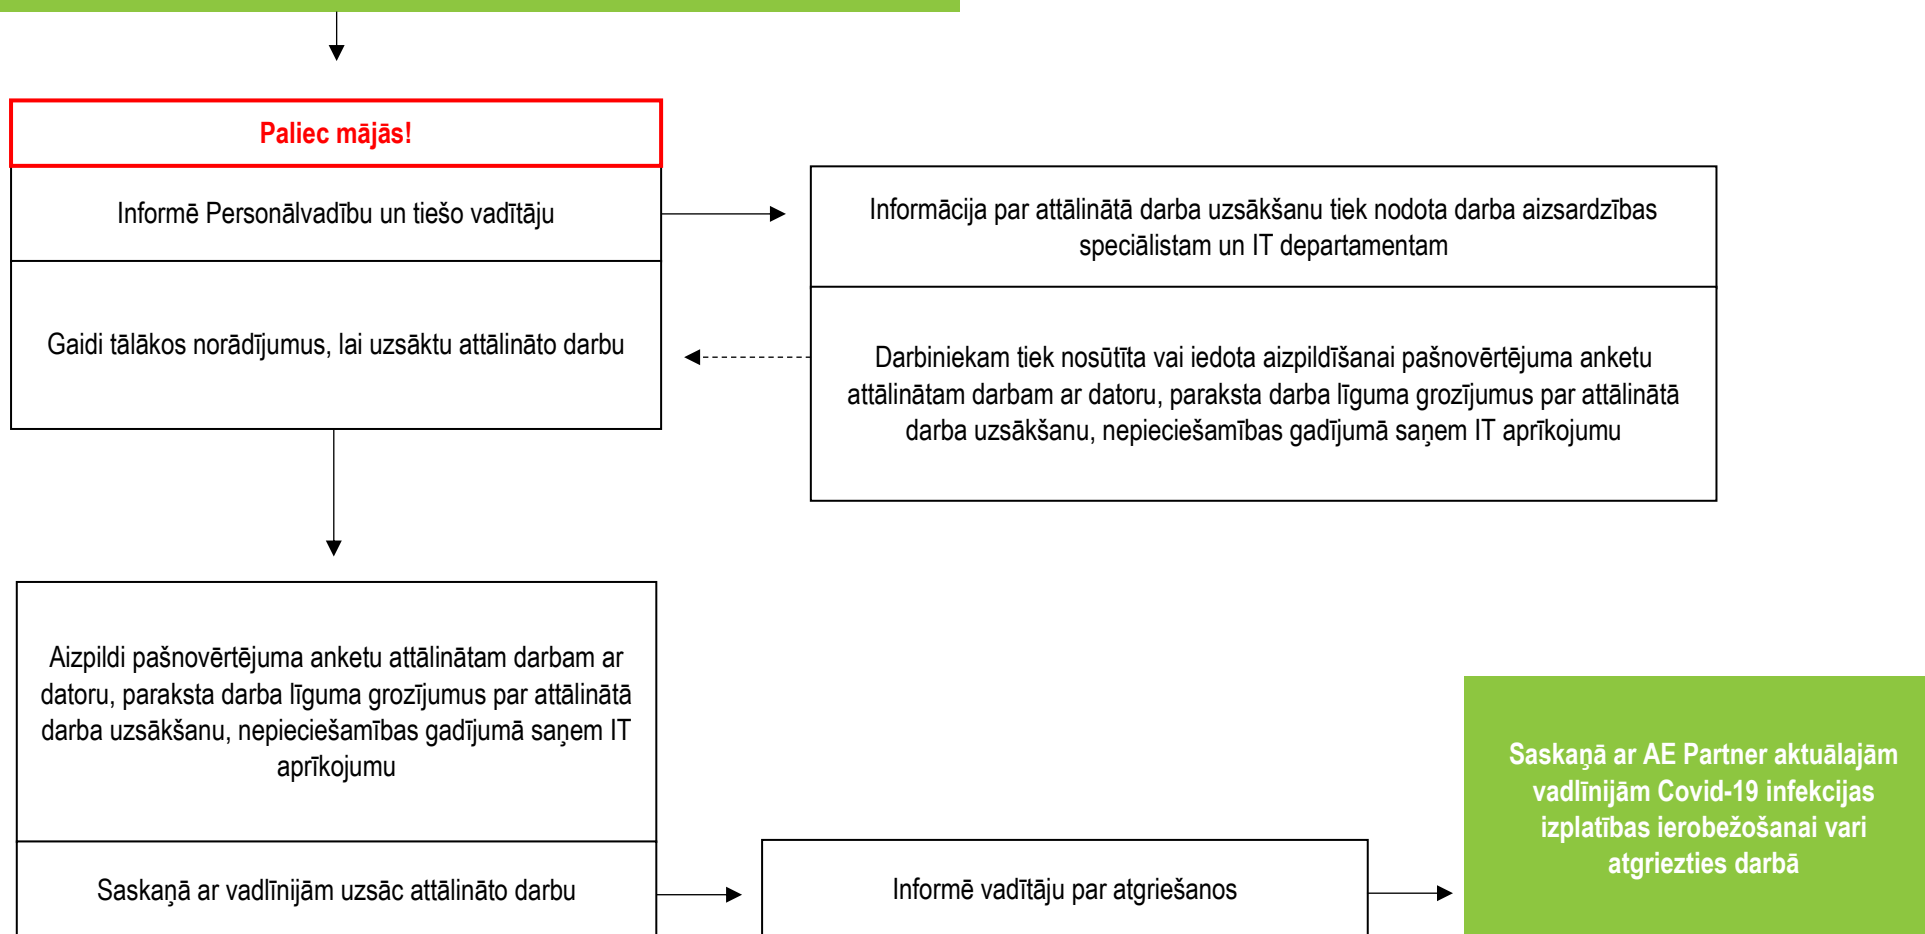 Paliec mājās!
Informē Personālvadību un tiešo vadītāju
Gaidi tālākos norādījumus, lai uzsāktu attālināto darbu
Informācija par attālinātā darba uzsākšanu tiek nodota darba aizsardzības
speciālistam un IT departamentam
Darbiniekam tiek nosūtīta vai iedota aizpildīšanai pašnovērtējuma anketu
attālinātam darbam ar datoru, paraksta darba līguma grozījumus par attālinātā
darba uzsākšanu, nepieciešamības gadījumā saņem IT aprīkojumu
Aizpildi pašnovērtējuma anketu attālinātam darbam ar
datoru, paraksta darba līguma grozījumus par attālinātā
darba uzsākšanu, nepieciešamības gadījumā saņem IT
aprīkojumu
Saskaņā ar vadlīnijām uzsāc attālināto darbu
Informē vadītāju par atgriešanos
Saskaņā ar AE Partner aktuālajām
vadlīnijām Covid-19 infekcijas
izplatības ierobežošanai vari
atgriezties darbā